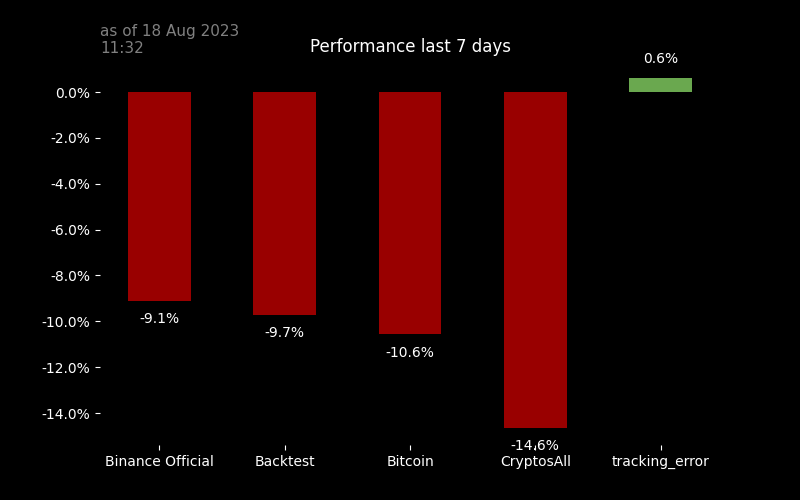 as of 18 Aug 2023
11:32
Performance last 7 days
0.6%
0.0%
-2.0%
-4.0%
-6.0%
-8.0%
-10.0%
-12.0%
-14.0%
-9.1%
-9.7%
-10.6%
-14.6%
Binance Official
Backtest
Bitcoin
CryptosAll
tracking_error